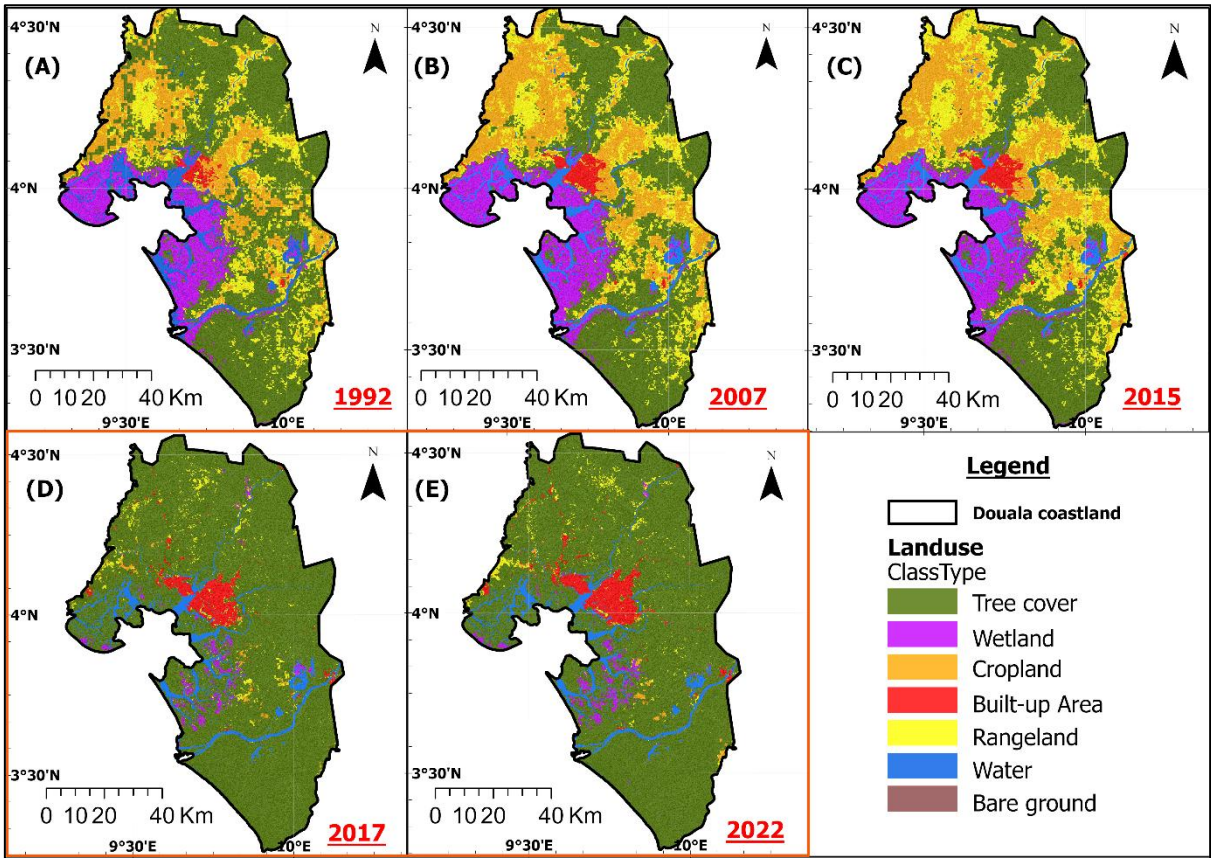 4°30'N
(A)
N
4°N
3°30'N
0 10 20 40 Km
1992
9°30'E
10°E
4°30'N
(B)
N
4°N
3°30'N
0 10 20 40 Km
2007
9°30'E
10°E
4°30'N
(C)
N
4°N
3°30'N
0 10 20 40 Km
2015
9°30'E
10°E
4°30'N
(D)
N
4°N
3°30'N
0 10 20 40 Km
2017
9°30'E
10°E
4°30'N
(E)
N
4°N
3°30'N
0 10 20 40 Km
2022
9°30'E
10°E
Legend
Douala coastland
Landuse
ClassType
Tree cover
Wetland
Cropland
Built-up Area
Rangeland
Water
Bare ground